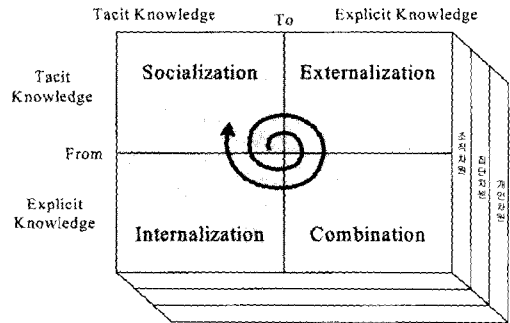 Tacit Knowledge To Explicit Knowledge
Tacit
Knowledge
Socialization Externalization
From
Explicit
Knowledge
Internalization Combination
조직차원
집단차원
개인차원